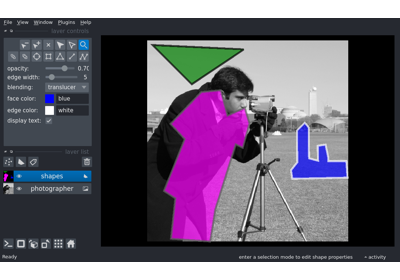 File View Window Plugins Help
layer controls
opacity: 0.70
edge width: 5
blending: translucer
face color: blue
edge color: white
display text:
layer list
shapes
photographer
Ready
enter a selection mode to edit shape properties
activity